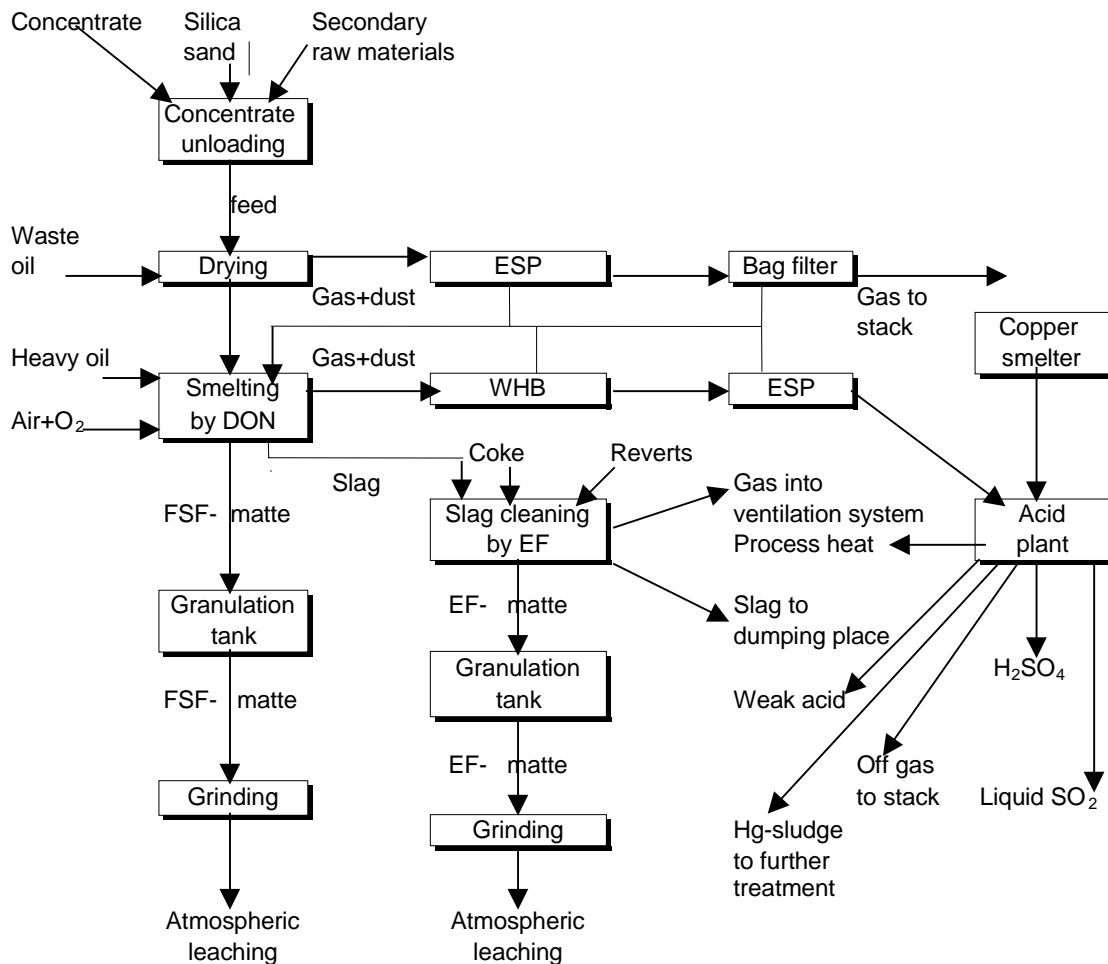 Concentrate
Silica
sand
Secondary
raw materials
Concentrate
unloading
feed
Waste
oil
Drying
ESP
Bag filter
Gas+dust
Gas to
stack
Copper
smelter
Heavy oil
Gas+dust
Smelting
by DON
WHB
ESP
Air+O2
Coke
Reverts
Slag
Gas into
ventilation system
Process heat
FSF- matte
Slag cleaning
by EF
Acid
plant
Granulation
tank
EF- matte
Slag to
dumping place
Granulation
tank
H2SO4
FSF- matte
Weak acid
EF- matte
Off gas
to stack
Liquid SO2
Grinding
Grinding
Hg-sludge
to further
treatment
Atmospheric
leaching
Atmospheric
leaching